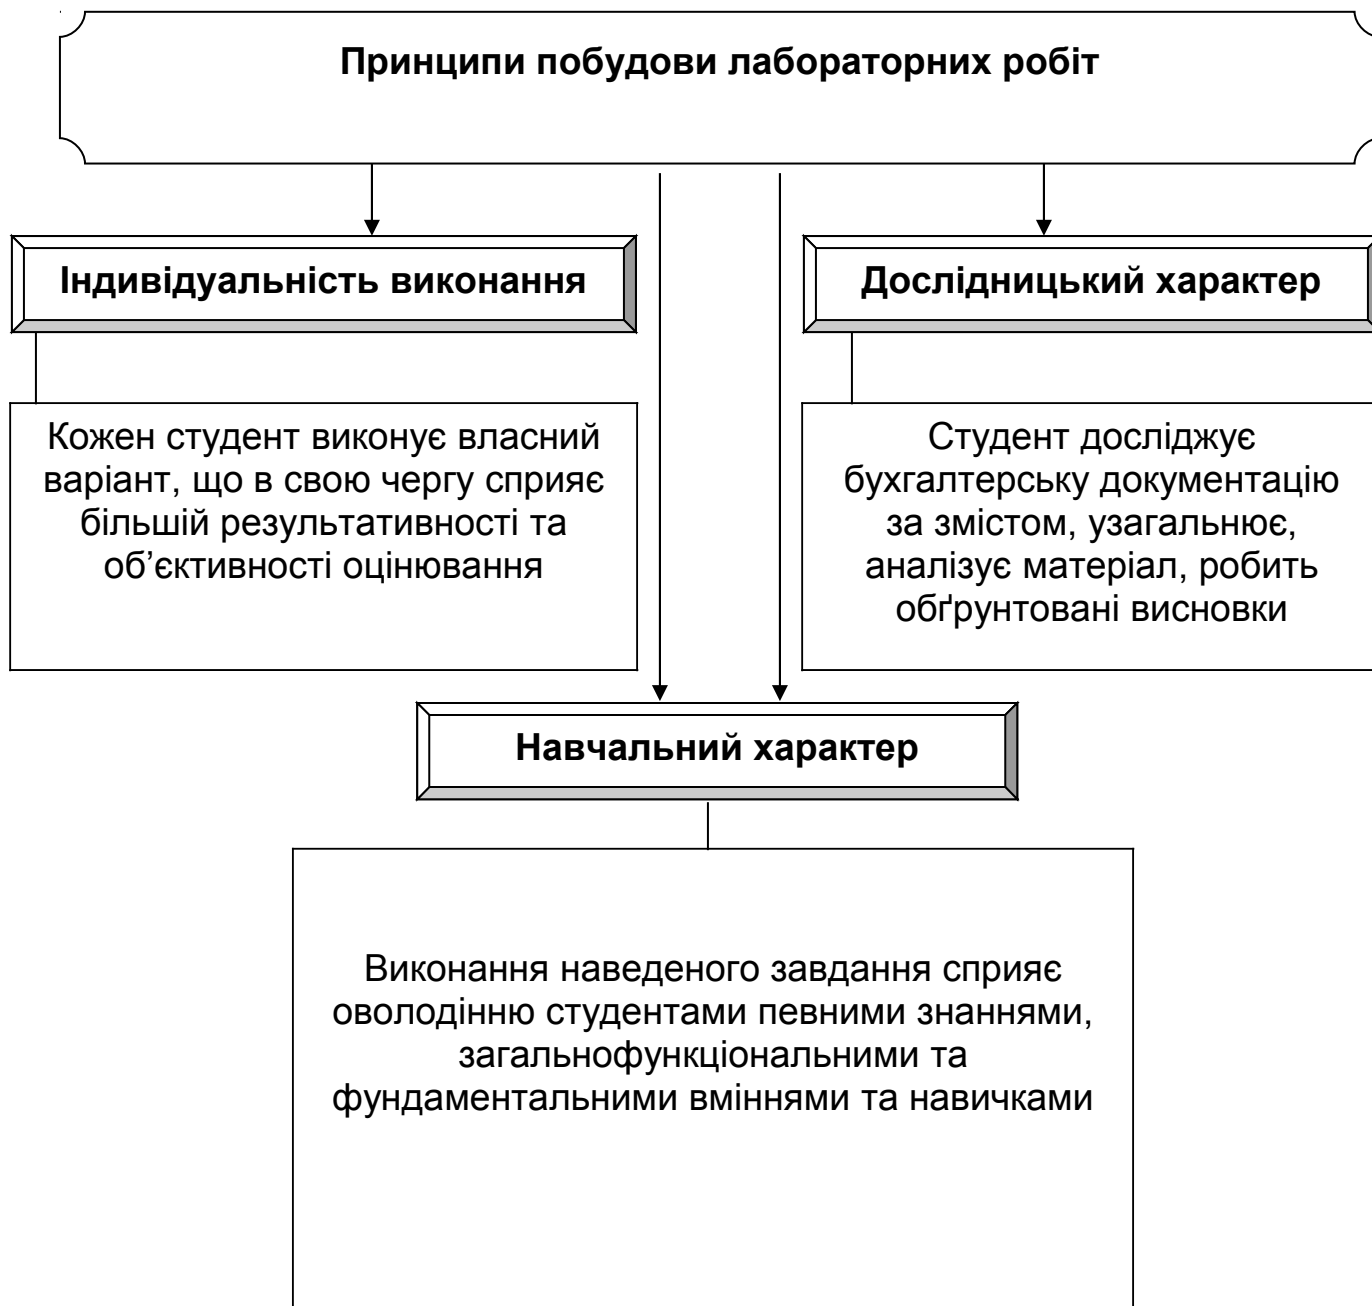 Принципи побудови лабораторних робіт
Індивідуальність виконання
Кожен студент виконує власний
варіант, що в свою чергу сприяє
більшій результативності та
об’єктивності оцінювання
Дослідницький характер
Студент досліджує
бухгалтерську документацію
за змістом, узагальнює,
аналізує матеріал, робить
обґрунтовані висновки
Навчальний характер
Виконання наведеного завдання сприяє
оволодінню студентами певними знаннями,
загальнофункціональними та
фундаментальними вміннями та навичками